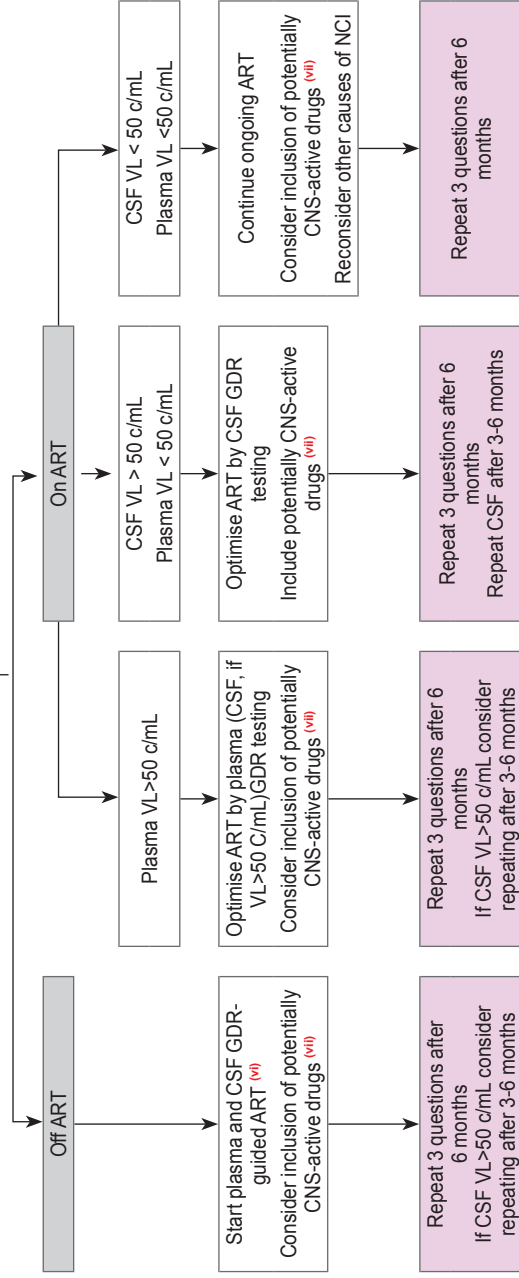 Off ART
On ART
Plasma VL>50 c/mL
CSF VL > 50 c/mL
Plasma VL < 50 c/mL
CSF VL < 50 c/mL
Plasma VL <50 c/mL
Start plasma and CSF GDR-
guided ART (vi)
Consider inclusion of potentially
CNS-active drugs (vii)
Optimise ART by plasma (CSF, if
VL>50 C/mL)GDR testing
Consider inclusion of potentially
CNS-active drugs (vii)
Optimise ART by CSF GDR
testing
Include potentially CNS-active
drugs (vii)
Continue ongoing ART
Consider inclusion of potentially
CNS-active drugs (vii)
Reconsider other causes of NCI
Repeat 3 questions after
6 months
If CSF VL>50 c/mL consider
repeating after 3-6 months
Repeat 3 questions after 6
months
If CSF VL>50 c/mL consider
repeating after 3-6 months
Repeat 3 questions after 6
months
Repeat CSF after 3-6 months
Repeat 3 questions after 6
months